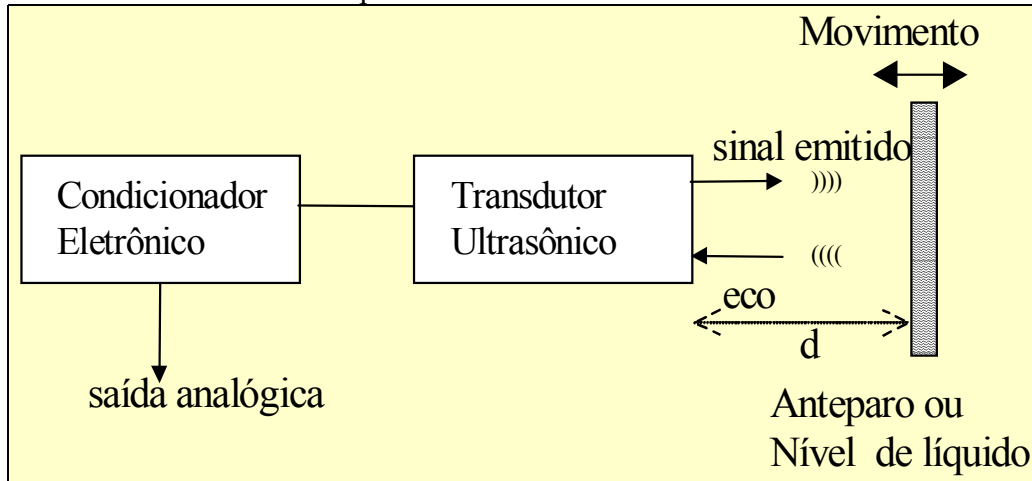 Movimento
sinal emitido
))))
Condicionador
Eletrônico
Transdutor
Ultrasônico
((((
eco
d
saída analógica
Anteparo ou
Nível de líquido